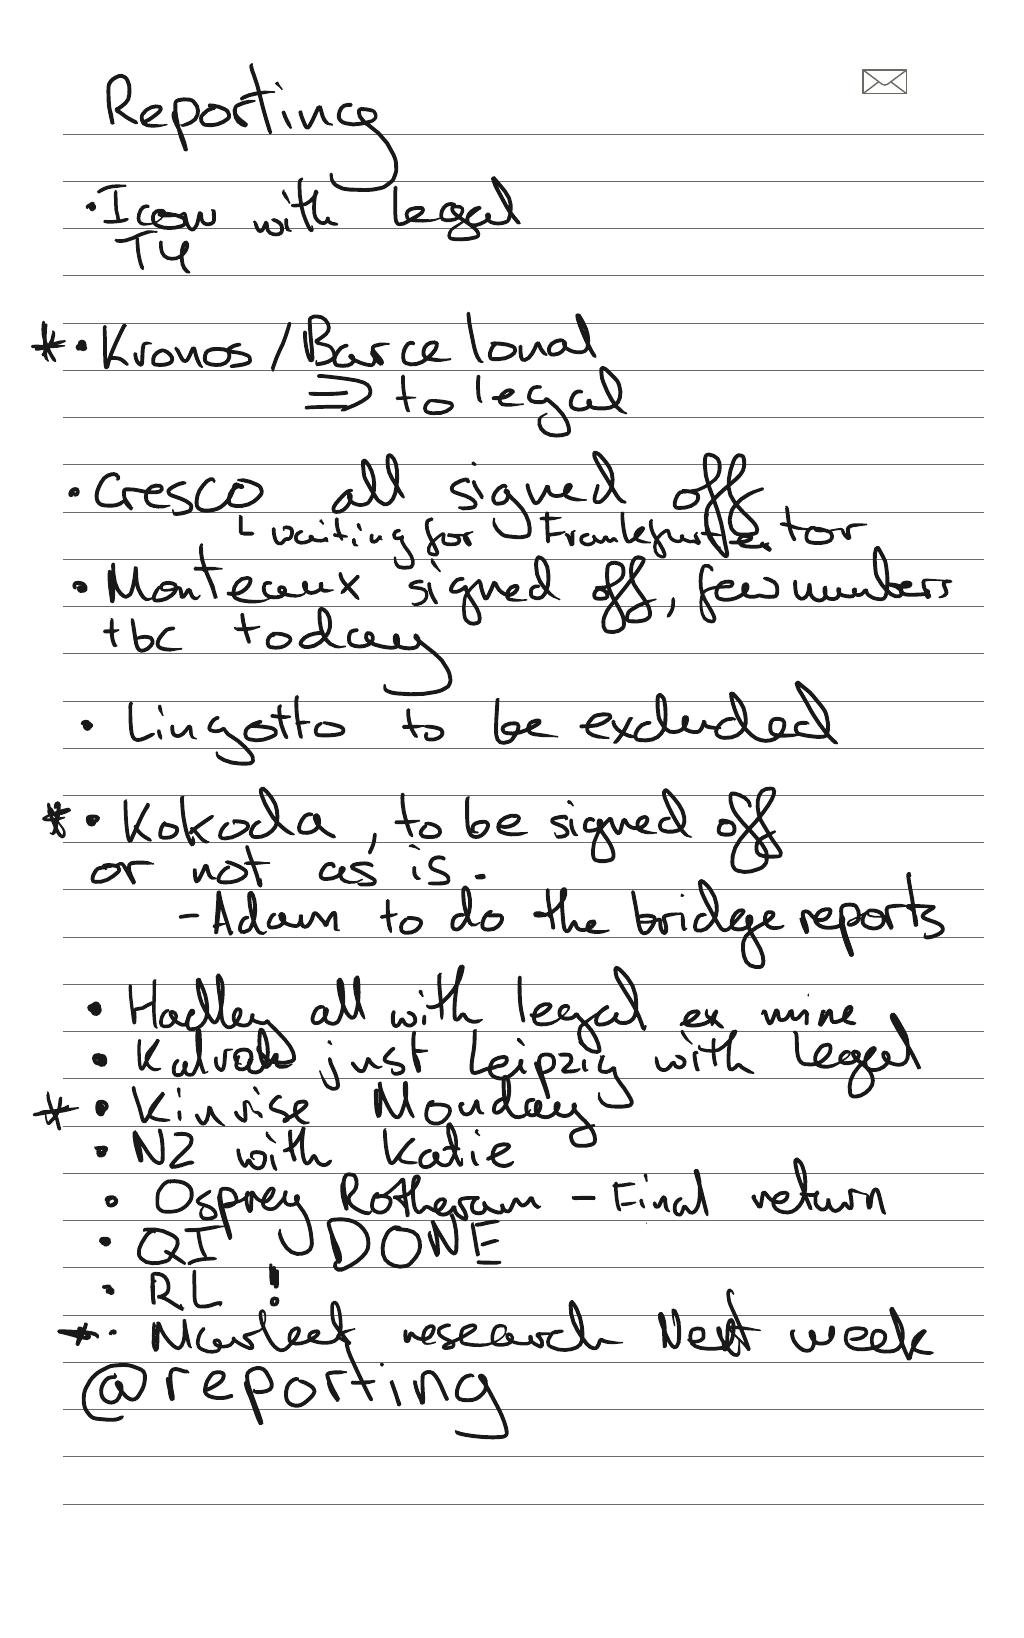 Reporting
• Icow with legal
T4
* • Kronos / Barcelonal
⇒ to legal
• Cresco all signed off
waiting for Frankfurter tor
• Monteaux signed off, few numbers
tbc today
• Lingotto to be excluded
* • Kokoda, to be signed off
or not as is.
- Adam to do the bridge reports
• Hadley all with legal ex mine
• just Leipzig with legal
* • Kinrise Monday
• N2 with Katie
• Osprey Rotheram - Final return
• QI DONE
• RL !
* • Market research Next week
@reporting